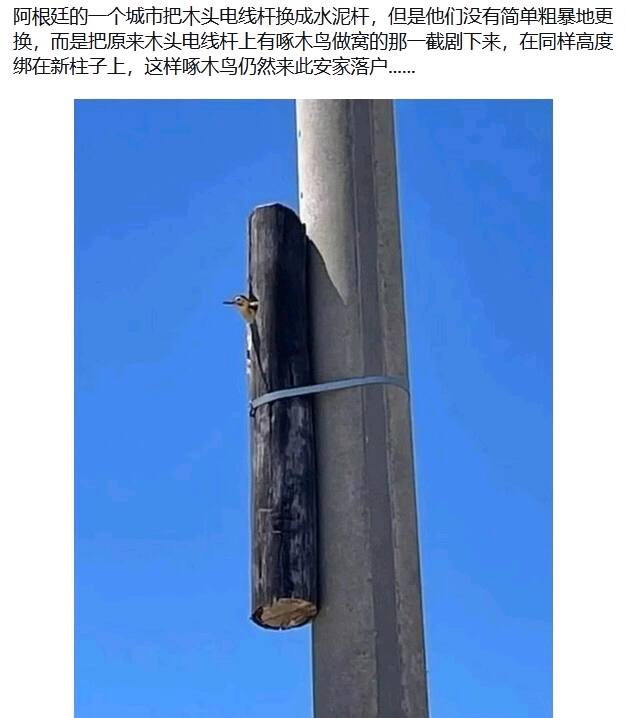 阿根廷的一个城市把木头电线杆换成水泥杆，但是他们没有简单粗暴地更
换，而是把原来木头电线杆上有啄木鸟做窝的那一截剧下来，在同样高度
绑在新柱子上，这样啄木鸟仍然来此安家落户......